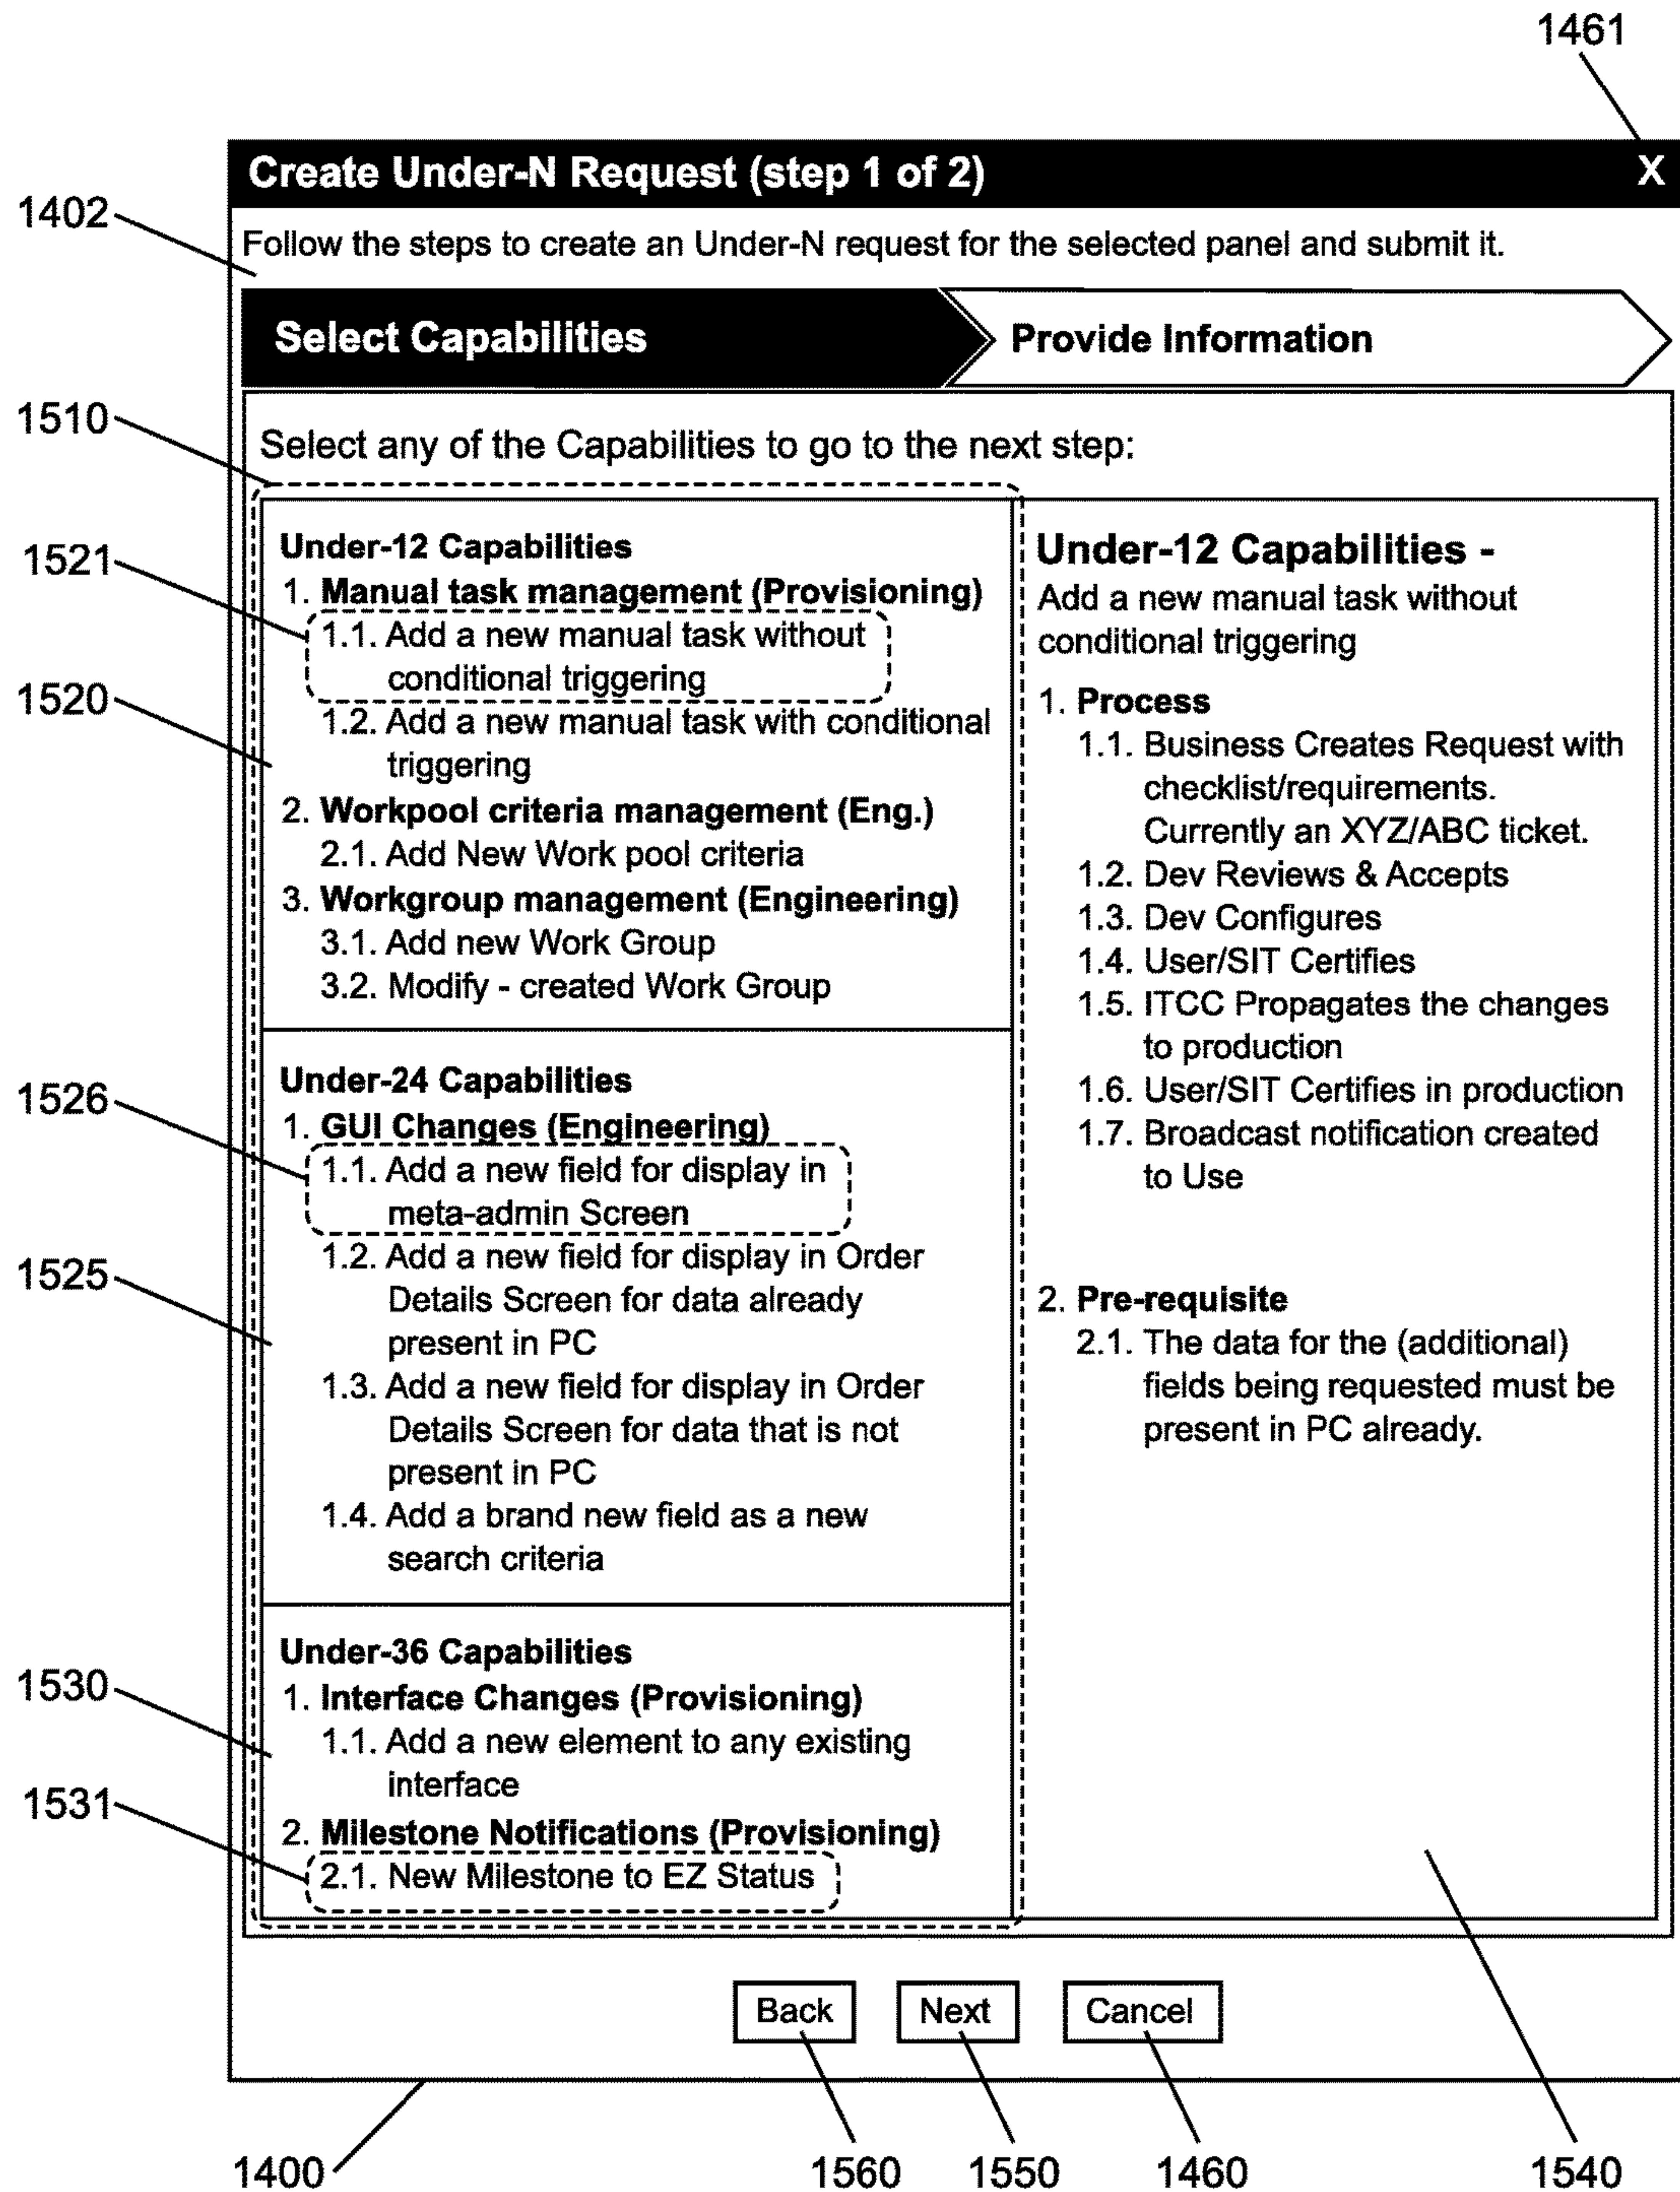 1461
Create Under-N Request (step 1 of 2)
X
1402
Follow the steps to create an Under-N request for the selected panel and submit it.
Select Capabilities
Provide Information
1510
Select any of the Capabilities to go to the next step:
1521
1520
1526
1525
1530
1531
Under-12 Capabilities
1. Manual task management (Provisioning)
1.1. Add a new manual task without
conditional triggering
1.2. Add a new manual task with conditional
triggering
2. Workpool criteria management (Eng.)
2.1. Add New Work pool criteria
3. Workgroup management (Engineering)
3.1. Add new Work Group
3.2. Modify - created Work Group
Under-24 Capabilities
1. GUI Changes (Engineering)
1.1. Add a new field for display in
meta-admin Screen
1.2. Add a new field for display in Order
Details Screen for data already
present in PC
1.3. Add a new field for display in Order
Details Screen for data that is not
present in PC
1.4. Add a brand new field as a new
search criteria
Under-36 Capabilities
1. Interface Changes (Provisioning)
1.1. Add a new element to any existing
interface
2. Milestone Notifications (Provisioning)
2.1. New Milestone to EZ Status
Under-12 Capabilities -
Add a new manual task without
conditional triggering
1. Process
1.1. Business Creates Request with
checklist/requirements.
Currently an XYZ/ABC ticket.
1.2. Dev Reviews & Accepts
1.3. Dev Configures
1.4. User/SIT Certifies
1.5. ITCC Propagates the changes
to production
1.6. User/SIT Certifies in production
1.7. Broadcast notification created
to Use
2. Pre-requisite
2.1. The data for the (additional)
fields being requested must be
present in PC already.
Back
Next
Cancel
1400
1560
1550
1460
1540